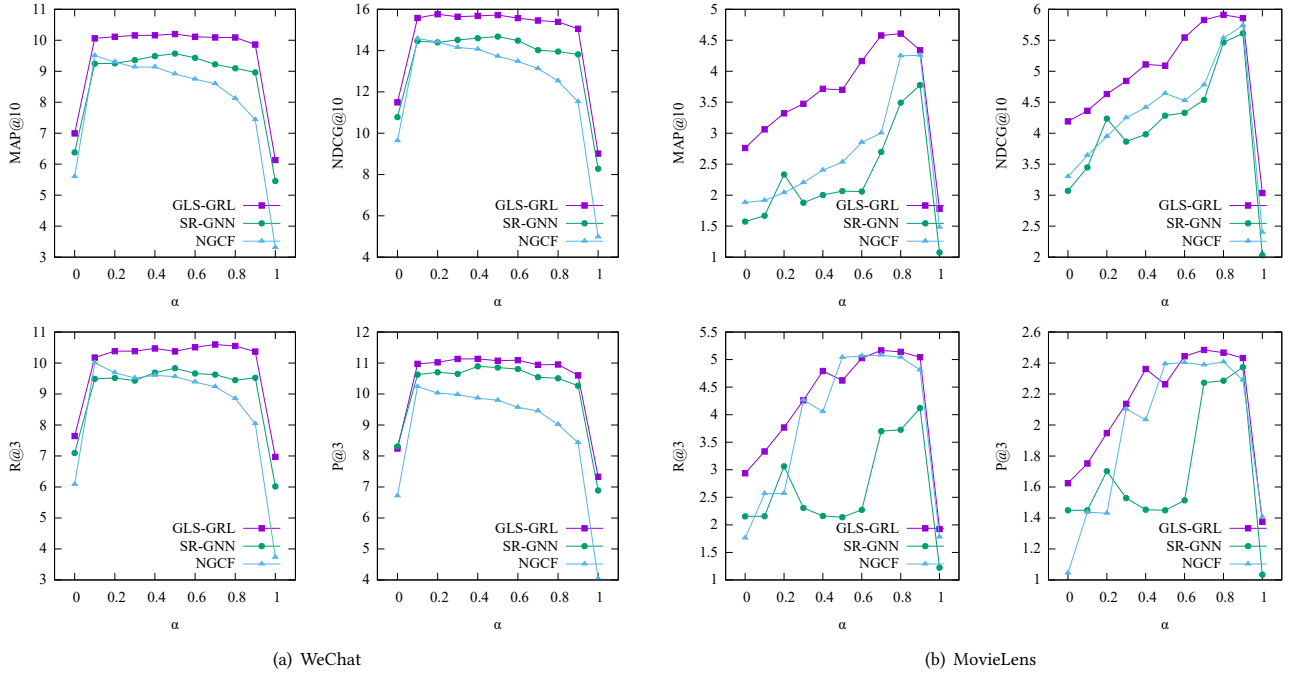 11
10
9
8
7
6
5
4
3
MAP@10
GLS-GRL
SR-GNN
NGCF
0 0.2 0.4 0.6 0.8 1
α
16
14
12
10
8
6
4
NDCG@10
GLS-GRL
SR-GNN
NGCF
0 0.2 0.4 0.6 0.8 1
α
5
4.5
4
3.5
3
2.5
2
1.5
1
MAP@10
GLS-GRL
SR-GNN
NGCF
0 0.2 0.4 0.6 0.8 1
α
6
5
4
3
2
NDCG@10
GLS-GRL
SR-GNN
NGCF
0 0.2 0.4 0.6 0.8 1
α
11
10
9
8
7
6
5
4
3
R@3
GLS-GRL
SR-GNN
NGCF
0 0.2 0.4 0.6 0.8 1
α
12
11
10
9
8
7
6
5
4
P@3
GLS-GRL
SR-GNN
NGCF
0 0.2 0.4 0.6 0.8 1
α
5.5
5
4.5
4
3.5
3
2.5
2
1.5
1
R@3
GLS-GRL
SR-GNN
NGCF
0 0.2 0.4 0.6 0.8 1
α
2.6
2.4
2.2
2
1.8
1.6
1.4
1.2
1
P@3
GLS-GRL
SR-GNN
NGCF
0 0.2 0.4 0.6 0.8 1
α
(a) WeChat
(b) MovieLens